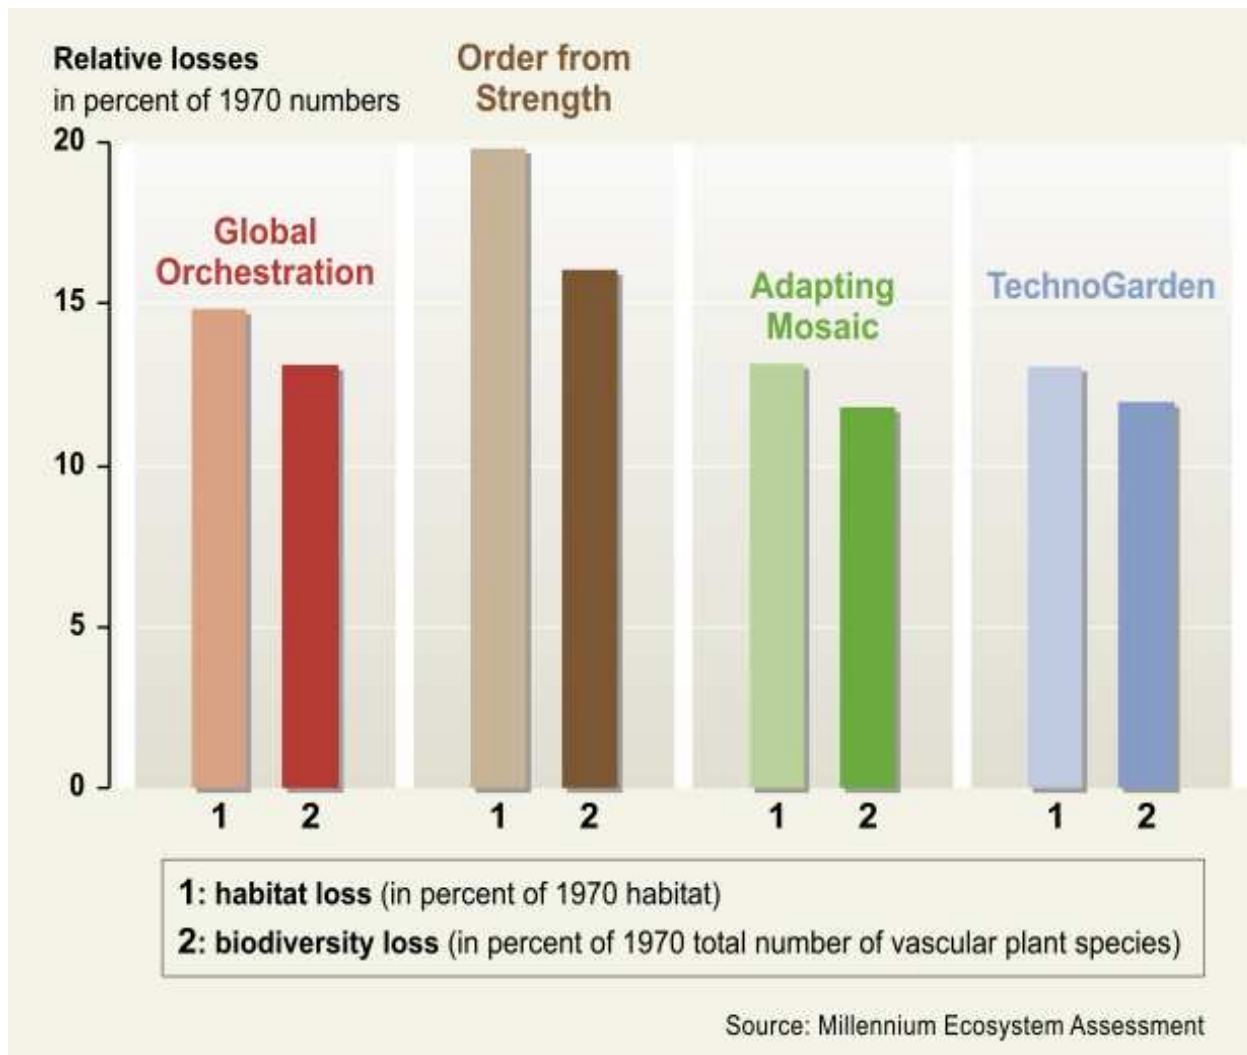 Relative losses
in percent of 1970 numbers
Order from
Strength
20
Global
Orchestration
Adapting
Mosaic
TechnoGarden
15
10
5
0
1 2 1 2 1 2 1 2
1: habitat loss (in percent of 1970 habitat)
2: biodiversity loss (in percent of 1970 total number of vascular plant species)
Source: Millennium Ecosystem Assessment